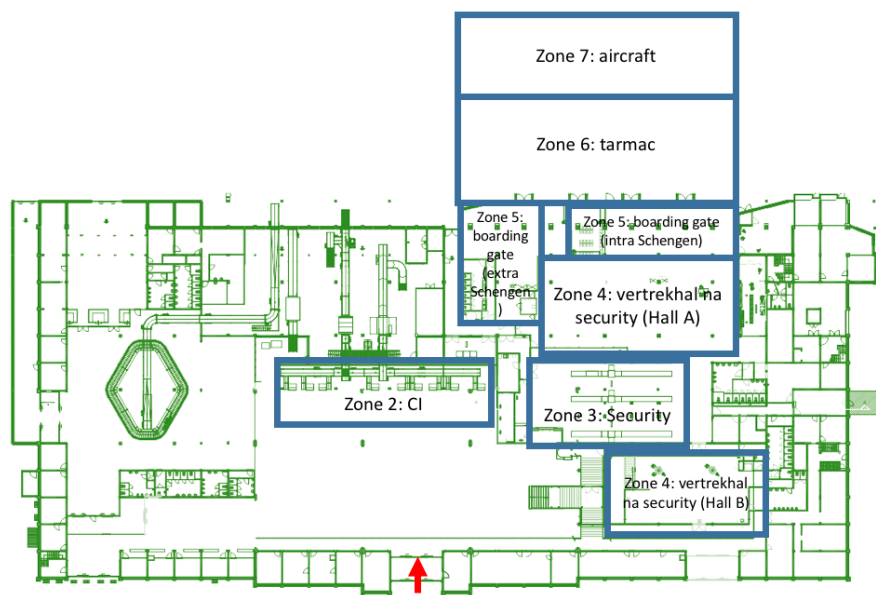 Zone 7: aircraft
Zone 6: tarmac
Zone 5:
boarding
gate
(extra
Schengen
)
Zone 5: boarding gate
(intra Schengen)
Zone 4: vertrekhal na
security (Hall A)
Zone 2: CI
Zone 3: Security
Zone 4: vertrekhal
na security (Hall B)